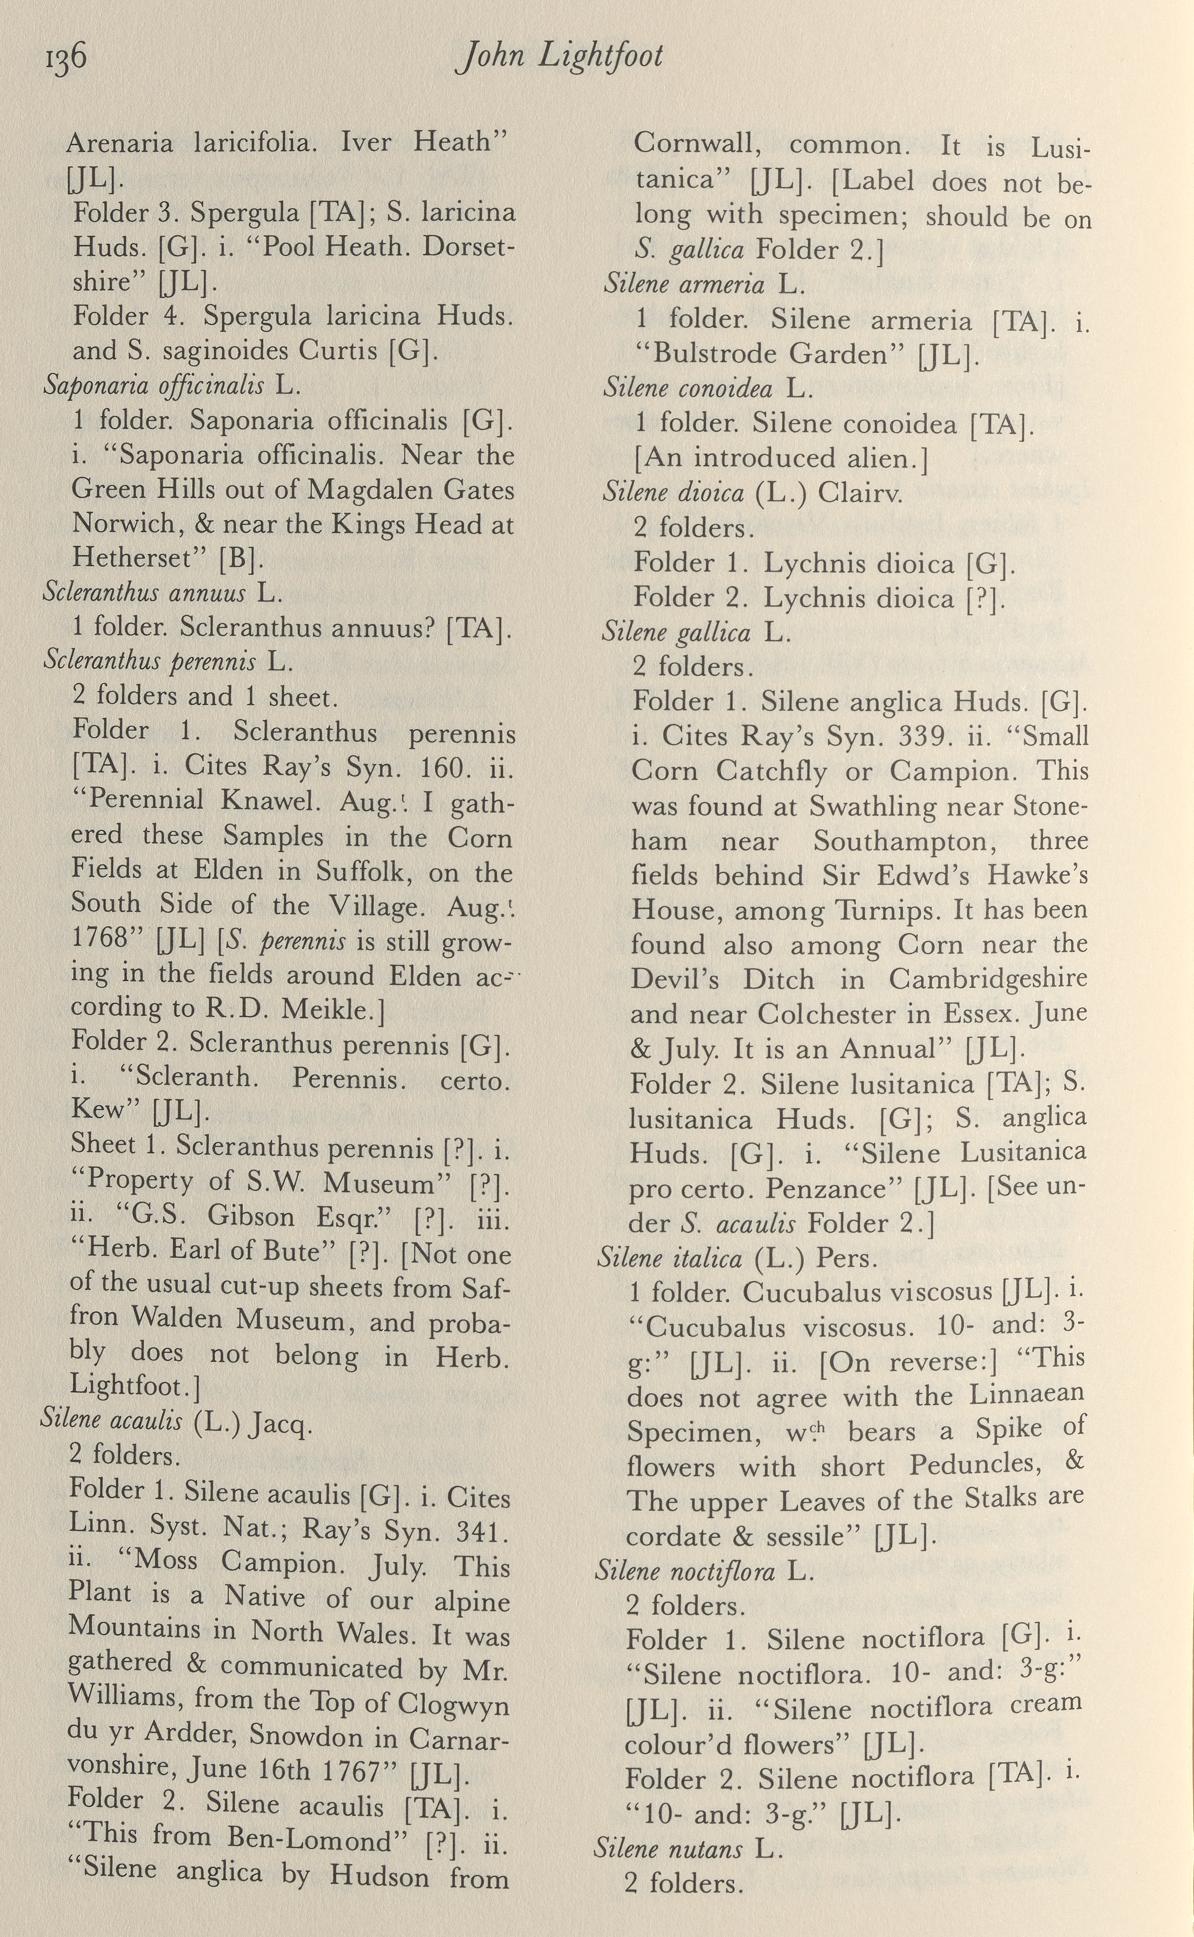 136
John Lightfoot
Arenaria laricifolia. Iver Heath”
[JL].
Folder 3. Spergula [TA]; S. laricina
Huds. [G]. i. “Pool Heath. Dorset-
shire” [JL].
Folder 4. Spergula laricina Huds.
and S. saginoides Curtis [G].
Saponaria officinalis L.
1 folder. Saponaria officinalis [G].
i. “Saponaria officinalis. Near the
Green Hills out of Magdalen Gates
Norwich, & near the Kings Head at
Hetherset” [B].
Scleranthus annuus L.
1 folder. Scleranthus annuus? [TA].
Scleranthus perennis L.
2 folders and 1 sheet.
Folder 1. Scleranthus perennis
[TA]. i. Cites Ray’s Syn. 160. ii.
“Perennial Knawel. Aug.ᵗ. I gath-
ered these Samples in the Corn
Fields at Elden in Suffolk, on the
South Side of the Village. Aug.ᵗ.
1768” [JL] [S. perennis is still grow-
ing in the fields around Elden ac-
cording to R.D. Meikle.]
Folder 2. Scleranthus perennis [G].
i. “Scleranth. Perennis. certo.
Kew” [JL].
Sheet 1. Scleranthus perennis [?]. i.
“Property of S.W. Museum” [?].
ii. “G.S. Gibson Esqr.” [?]. iii.
“Herb. Earl of Bute” [?]. [Not one
of the usual cut-up sheets from Saf-
fron Walden Museum, and proba-
bly does not belong in Herb.
Lightfoot.]
Silene acaulis (L.) Jacq.
2 folders.
Folder 1. Silene acaulis [G]. i. Cites
Linn. Syst. Nat.; Ray’s Syn. 341.
ii. “Moss Campion. July. This
Plant is a Native of our alpine
Mountains in North Wales. It was
gathered & communicated by Mr.
Williams, from the Top of Clogwyn
du yr Ardder, Snowdon in Carnar-
vonshire, June 16th 1767” [JL].
Folder 2. Silene acaulis [TA]. i.
“This from Ben-Lomond” [?]. ii.
“Silene anglica by Hudson from
Cornwall, common. It is Lusi-
tanica” [JL]. [Label does not be-
long with specimen; should be on
S. gallica Folder 2.]
Silene armeria L.
1 folder. Silene armeria [TA]. i.
“Bulstrode Garden” [JL].
Silene conoidea L.
1 folder. Silene conoidea [TA].
[An introduced alien.]
Silene dioica (L.) Clairv.
2 folders.
Folder 1. Lychnis dioica [G].
Folder 2. Lychnis dioica [?].
Silene gallica L.
2 folders.
Folder 1. Silene anglica Huds. [G].
i. Cites Ray’s Syn. 339. ii. “Small
Corn Catchfly or Campion. This
was found at Swathling near Stone-
ham near Southampton, three
fields behind Sir Edwd’s Hawke’s
House, among Turnips. It has been
found also among Corn near the
Devil’s Ditch in Cambridgeshire
and near Colchester in Essex. June
& July. It is an Annual” [JL].
Folder 2. Silene lusitanica [TA]; S.
lusitanica Huds. [G]; S. anglica
Huds. [G]. i. “Silene Lusitanica
pro certo. Penzance” [JL]. [See un-
der S. acaulis Folder 2.]
Silene italica (L.) Pers.
1 folder. Cucubalus viscosus [JL]. i.
“Cucubalus viscosus. 10- and: 3-
g:” [JL]. ii. [On reverse:] “This
does not agree with the Linnaean
Specimen, w.ᶜʰ bears a Spike of
flowers with short Peduncles, &
The upper Leaves of the Stalks are
cordate & sessile” [JL].
Silene noctiflora L.
2 folders.
Folder 1. Silene noctiflora [G]. i.
“Silene noctiflora. 10- and: 3-g:”
[JL]. ii. “Silene noctiflora cream
colour’d flowers” [JL].
Folder 2. Silene noctiflora [TA]. i.
“10- and: 3-g.” [JL].
Silene nutans L.
2 folders.